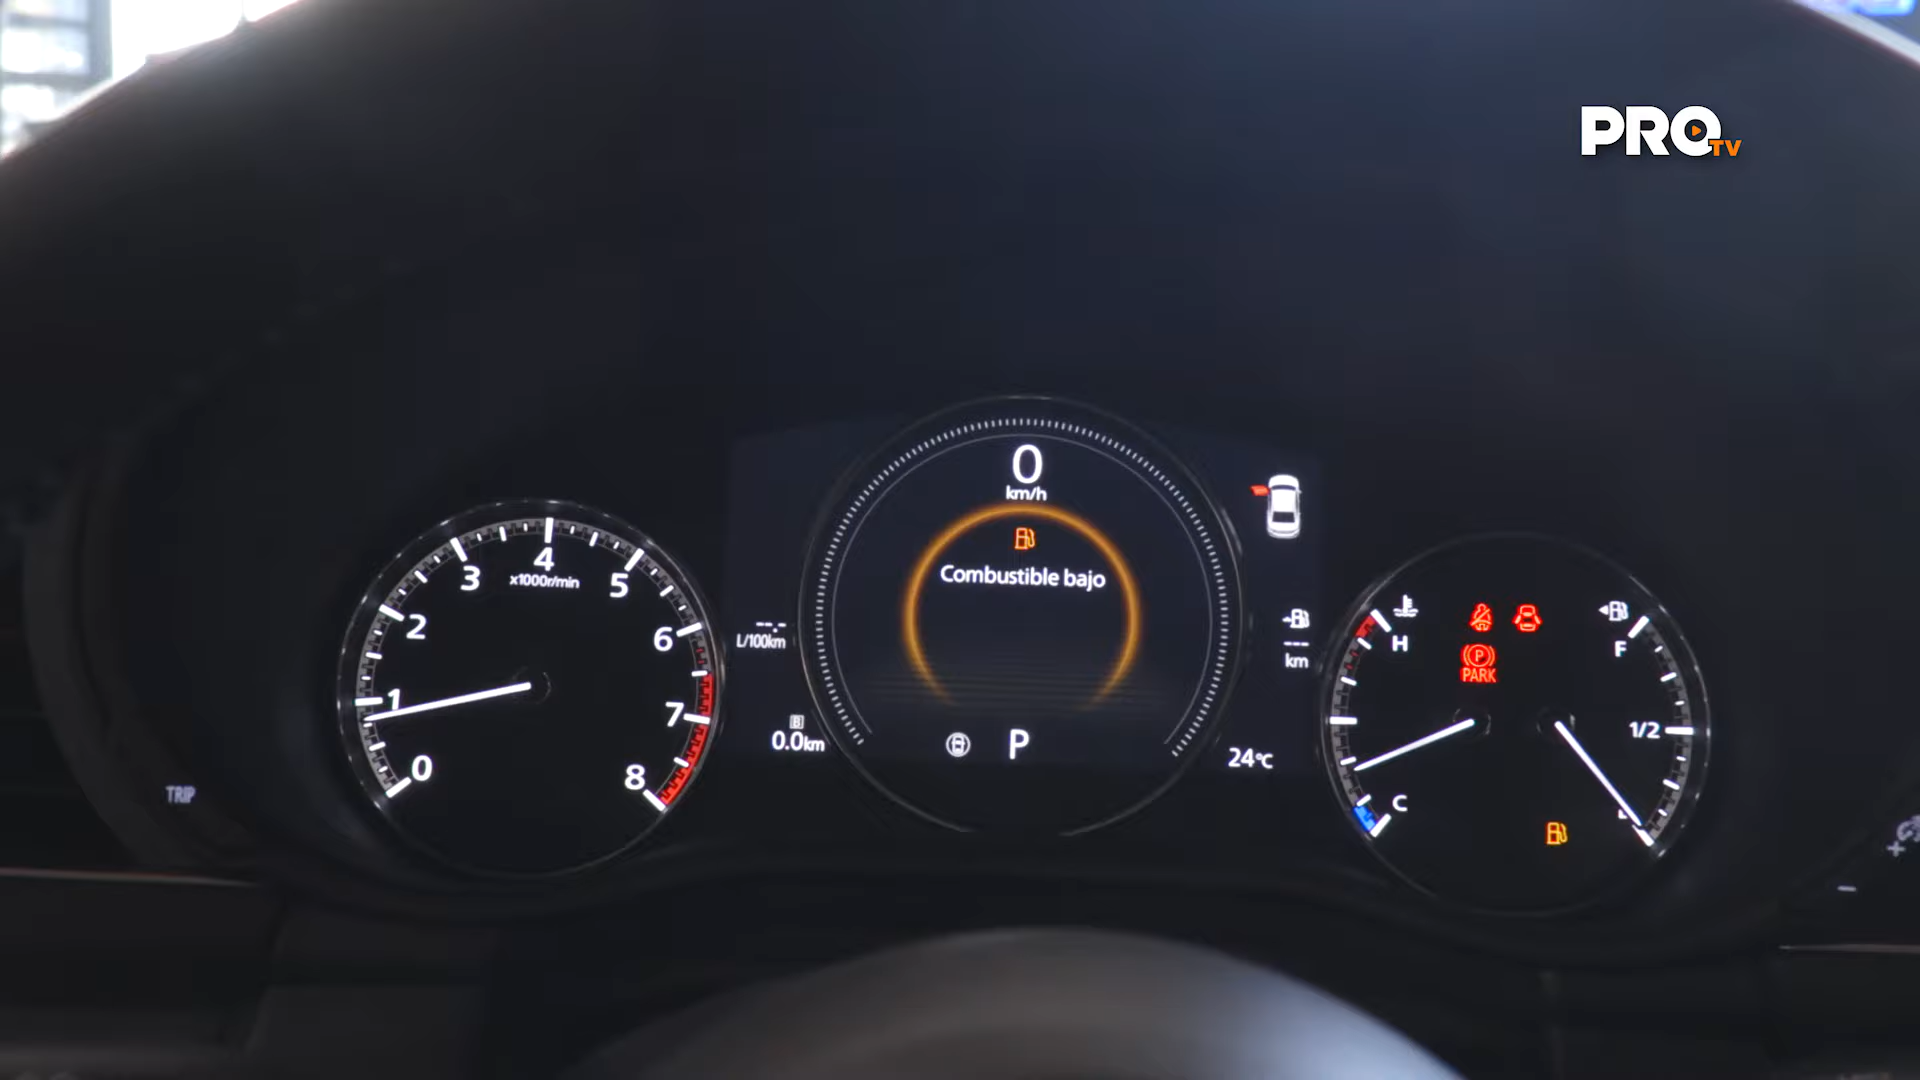 PRO TV
0
km/h
Combustible bajo
4
x1000r/min
3
5
2
6
1
7
0
8
--.-
L/100km
B
0.0km
P
---
km
24°C
H
C
P
PARK
F
1/2
TRIP
+
-